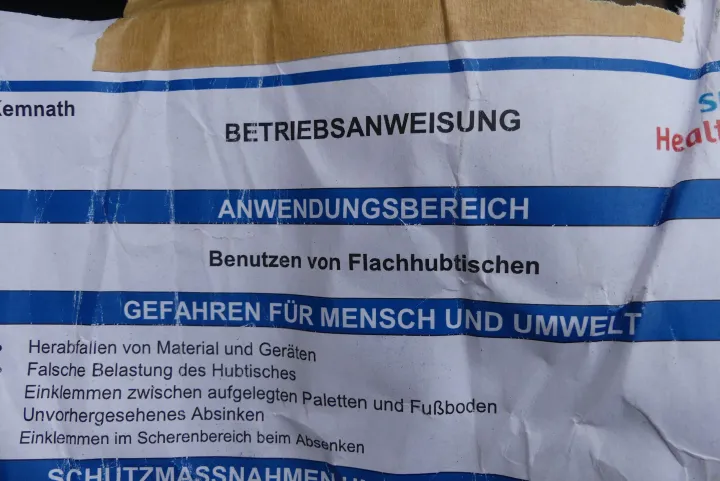 Kemnath
BETRIEBSANWEISUNG
ANWENDUNGSBEREICH
Benutzen von Flachhubtischen
GEFAHREN FÜR MENSCH UND UMWELT
• Herabfallen von Material und Geräten
• Falsche Belastung des Hubtisches
Einklemmen zwischen aufgelegten Paletten und Fußboden
Unvorhergesehenes Absinken
Einklemmen im Scherenbereich beim Absenken
SCHUTZMASSNAHMEN